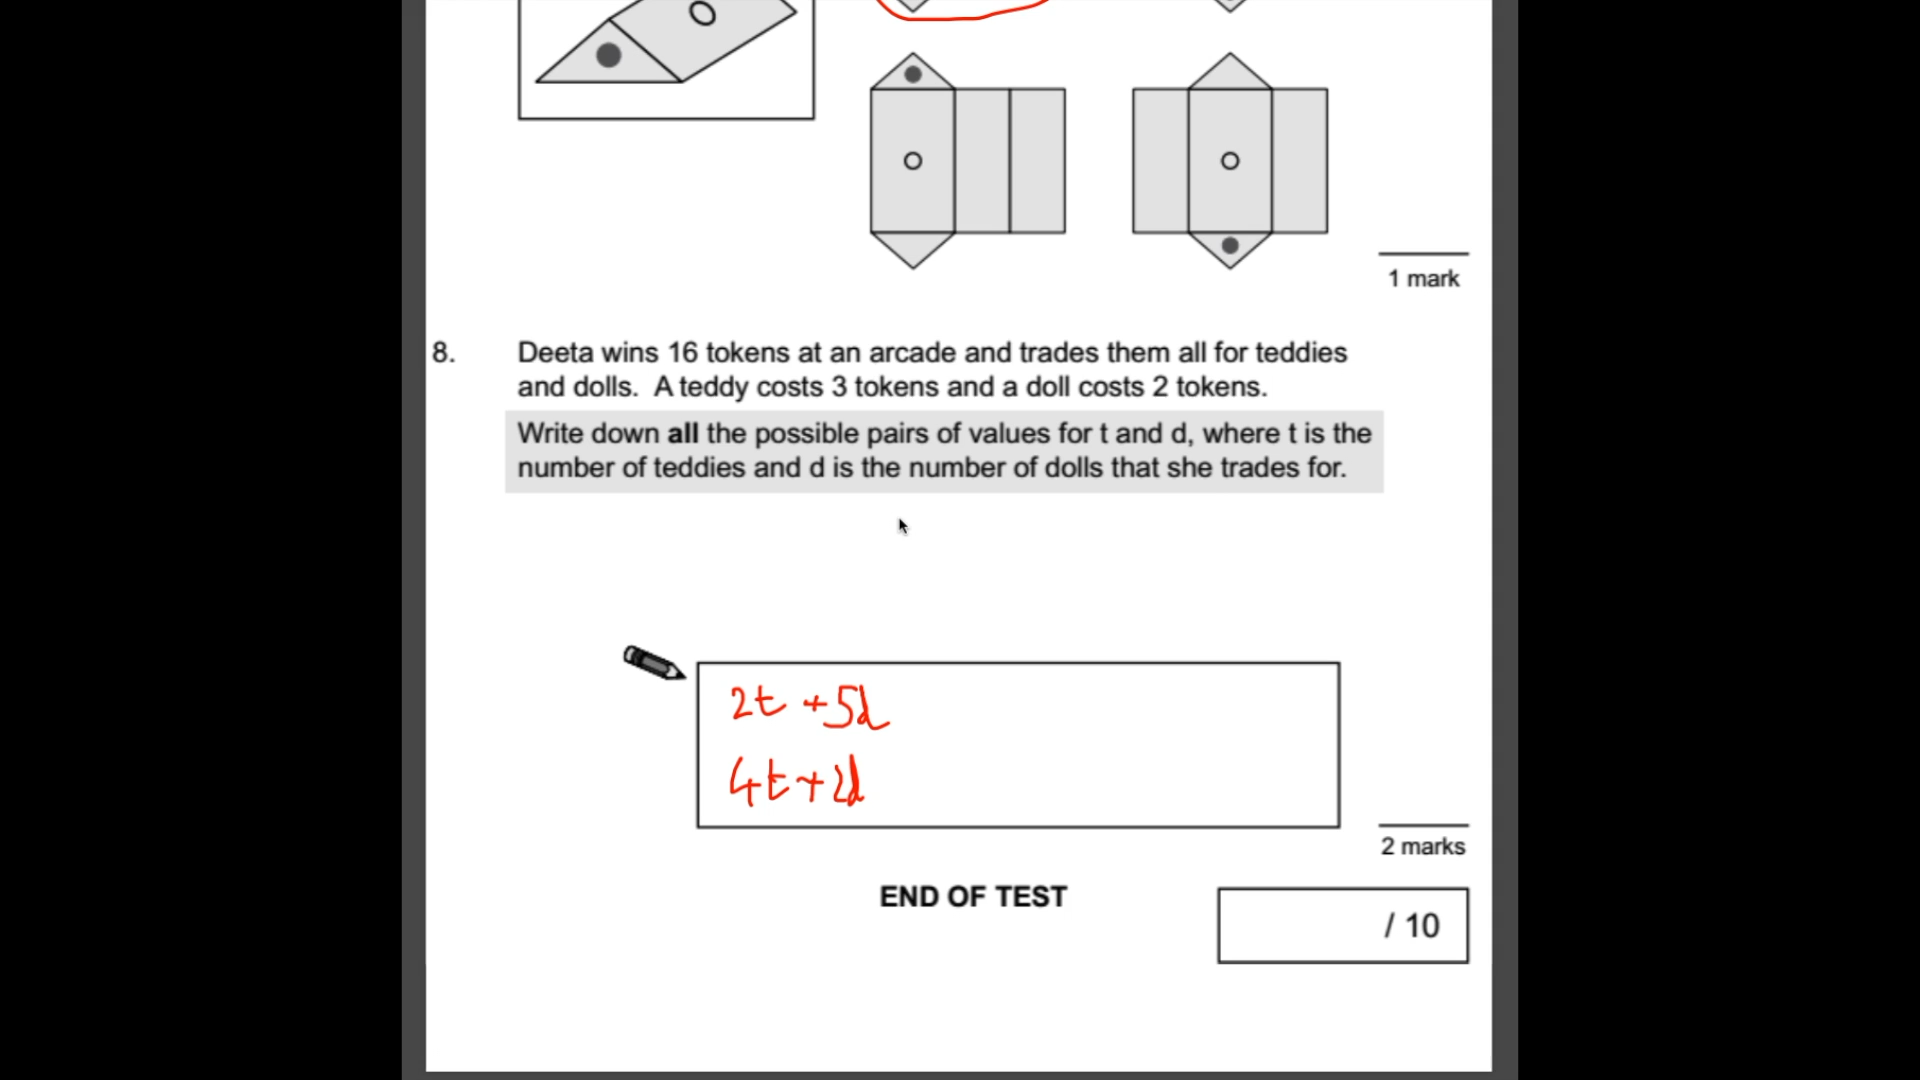 1 mark
8. Deeta wins 16 tokens at an arcade and trades them all for teddies
and dolls. A teddy costs 3 tokens and a doll costs 2 tokens.
Write down all the possible pairs of values for t and d, where t is the
number of teddies and d is the number of dolls that she trades for.
2t + 5d
4t + 2d
2 marks
END OF TEST
/ 10